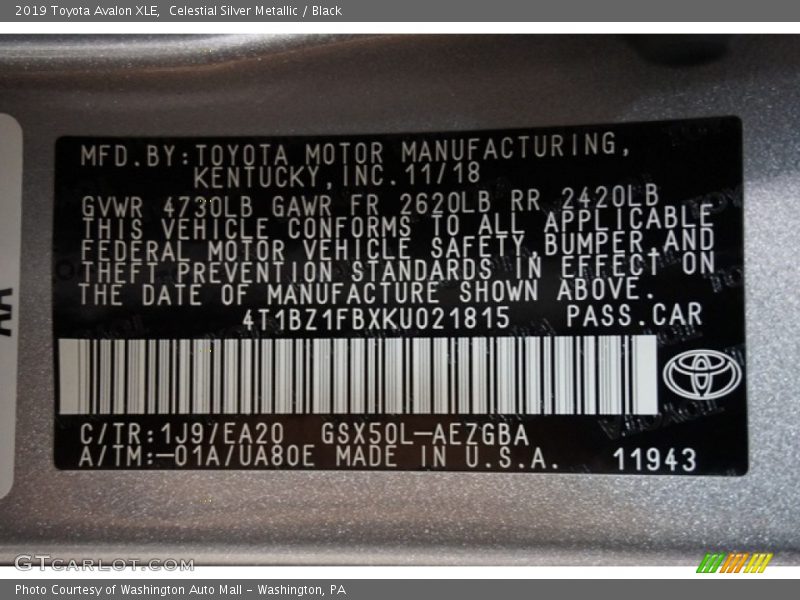 2019 Toyota Avalon XLE,  Celestial Silver Metallic / Black
MFD.BY:TOYOTA MOTOR MANUFACTURING,
KENTUCKY,INC.11/18
GVWR 4730LB GAWR FR 2620LB RR 2420LB
THIS VEHICLE CONFORMS TO ALL APPLICABLE
FEDERAL MOTOR VEHICLE SAFETY,BUMPER,AND
THEFT PREVENTION STANDARDS IN EFFECT ON
THE DATE OF MANUFACTURE SHOWN ABOVE.
4T1BZ1FBXKU021815 PASS.CAR
C/TR:1J9/EA20 GSX50L-AEZGBA
A/TM:-01A/UA80E MADE IN U.S.A. 11943
GTCARLOT.COM
Photo Courtesy of Washington Auto Mall - Washington, PA